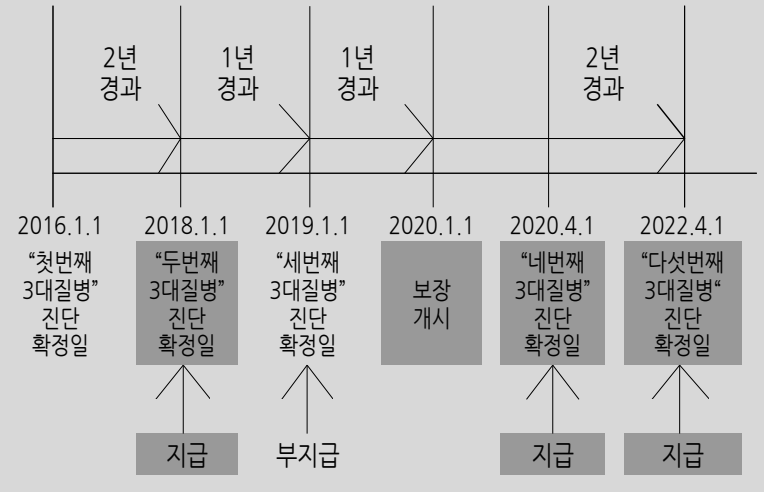 2년
경과
1년
경과
1년
경과
2년
경과
2016.1.1
2018.1.1
2019.1.1
2020.1.1
2020.4.1
2022.4.1
“첫번째
3대질병”
진단
확정일
“두번째
3대질병”
진단
확정일
“세번째
3대질병”
진단
확정일
보장
개시
“네번째
3대질병”
진단
확정일
“다섯번째
3대질병“
진단
확정일
지급
부지급
지급
지급